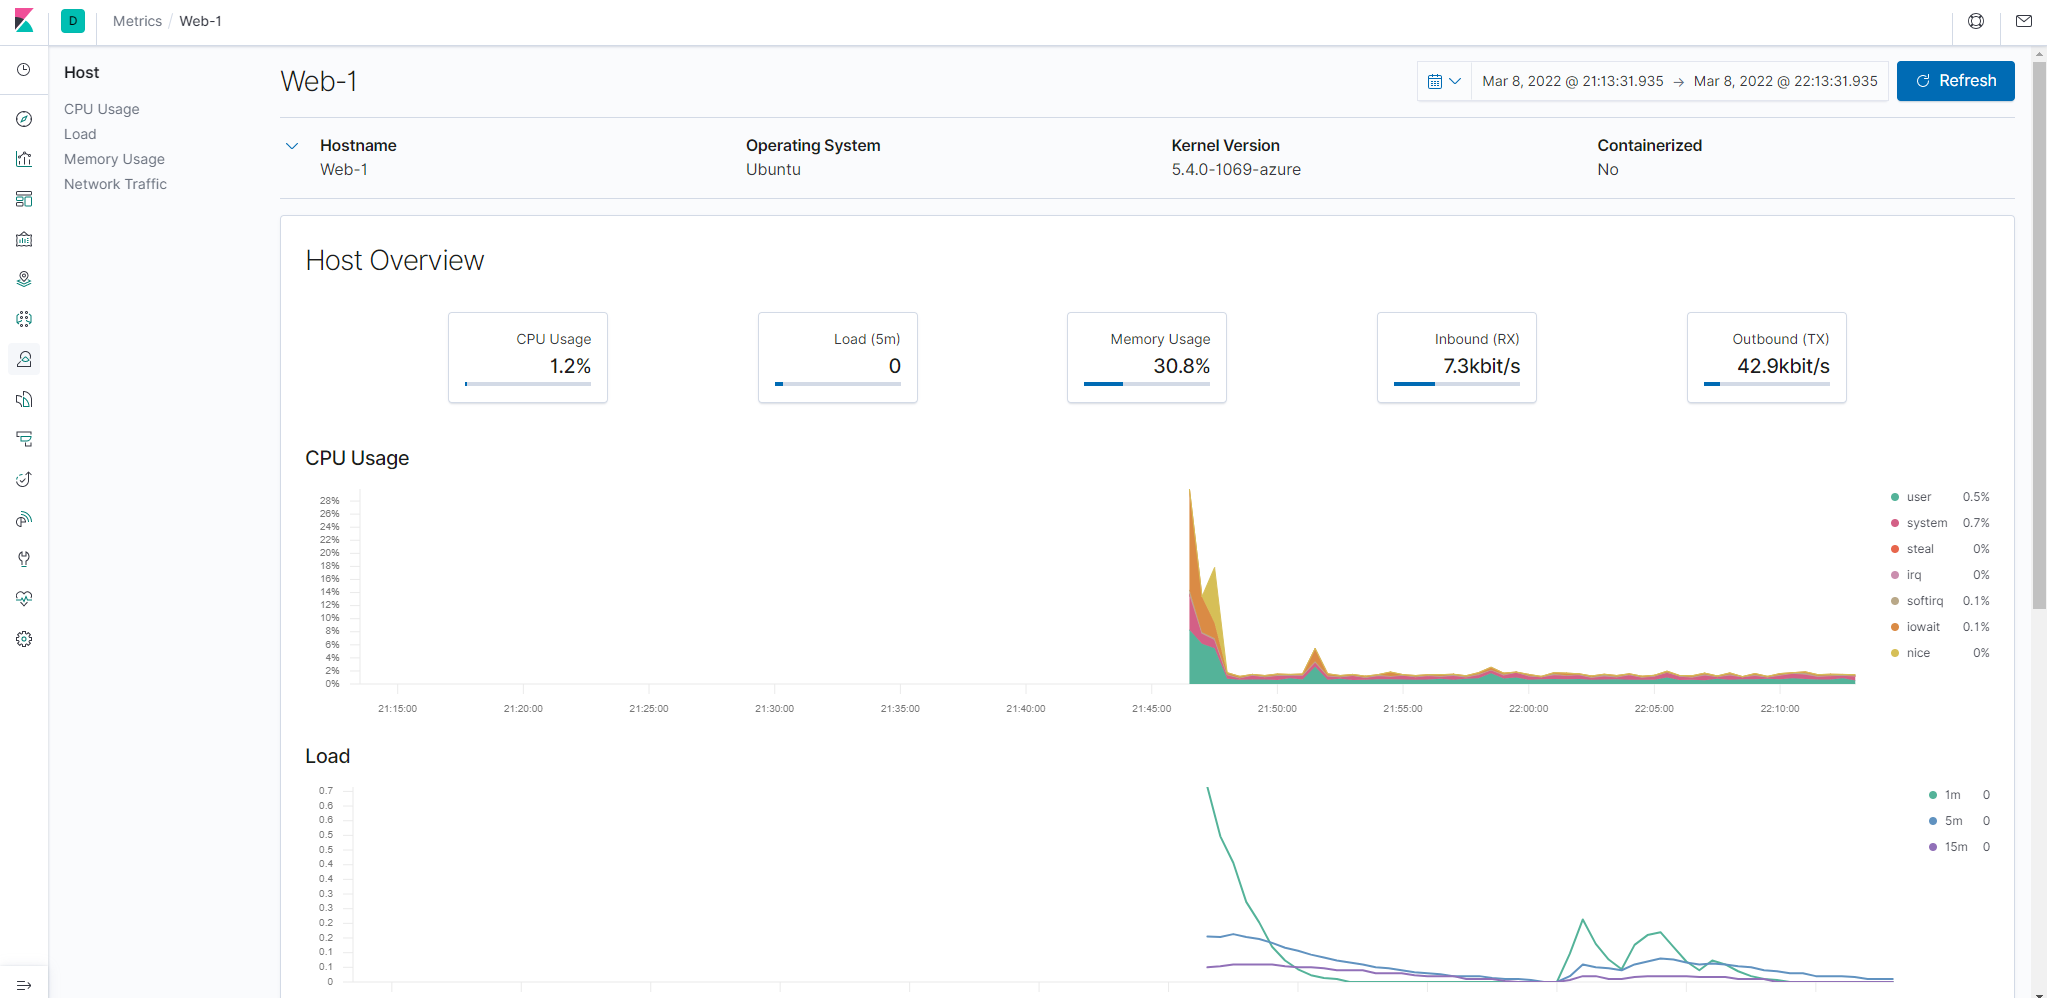 D Metrics / Web-1
Host
CPU Usage
Load
Memory Usage
Network Traffic
Web-1
Mar 8, 2022 @ 21:13:31.935 → Mar 8, 2022 @ 22:13:31.935 Refresh
Hostname Operating System Kernel Version Containerized
Web-1 Ubuntu 5.4.0-1069-azure No
Host Overview
CPU Usage Load (5m) Memory Usage Inbound (RX) Outbound (TX)
1.2% 0 30.8% 7.3kbit/s 42.9kbit/s
CPU Usage
28%
26%
24%
22%
20%
18%
16%
14%
12%
10%
8%
6%
4%
2%
0%
21:15:00 21:20:00 21:25:00 21:30:00 21:35:00 21:40:00 21:45:00 21:50:00 21:55:00 22:00:00 22:05:00 22:10:00
user 0.5%
system 0.7%
steal 0%
irq 0%
softirq 0.1%
iowait 0.1%
nice 0%
Load
0.7
0.6
0.6
0.5
0.5
0.4
0.4
0.3
0.3
0.2
0.2
0.1
0.1
0
1m 0
5m 0
15m 0